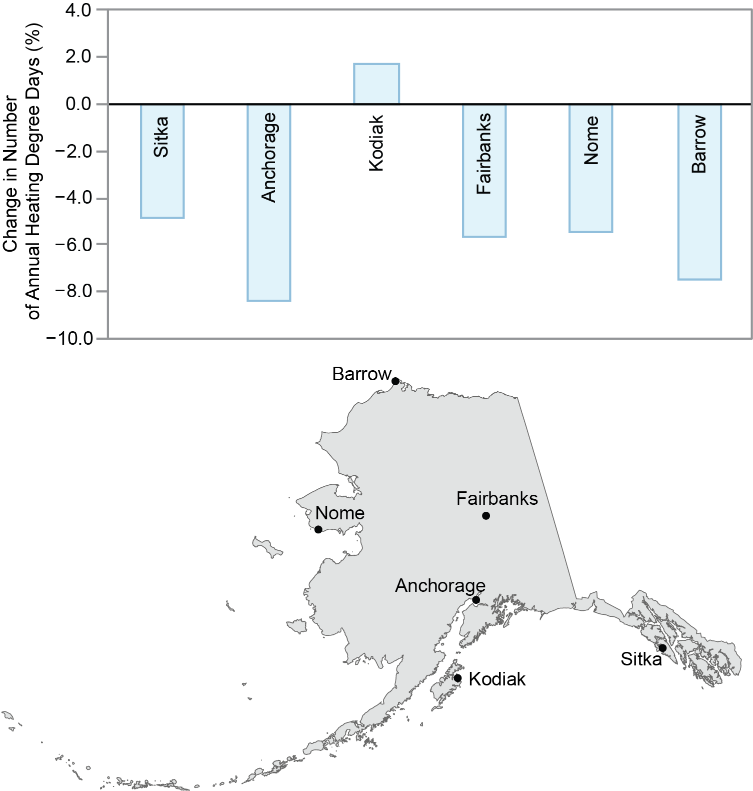 Change in Number
of Annual Heating Degree Days (%)
4.0
2.0
0.0
−2.0
−4.0
−6.0
−8.0
−10.0
Sitka
Anchorage
Kodiak
Fairbanks
Nome
Barrow
Barrow
Fairbanks
Nome
Anchorage
Sitka
Kodiak